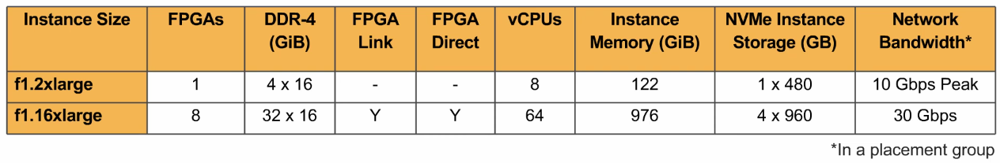 Instance Size FPGAs DDR-4 (GiB) FPGA Link FPGA Direct vCPUs Instance Memory (GiB) NVMe Instance Storage (GB) Network Bandwidth*
f1.2xlarge 1 4 x 16 - - 8 122 1 x 480 10 Gbps Peak
f1.16xlarge 8 32 x 16 Y Y 64 976 4 x 960 30 Gbps
*In a placement group